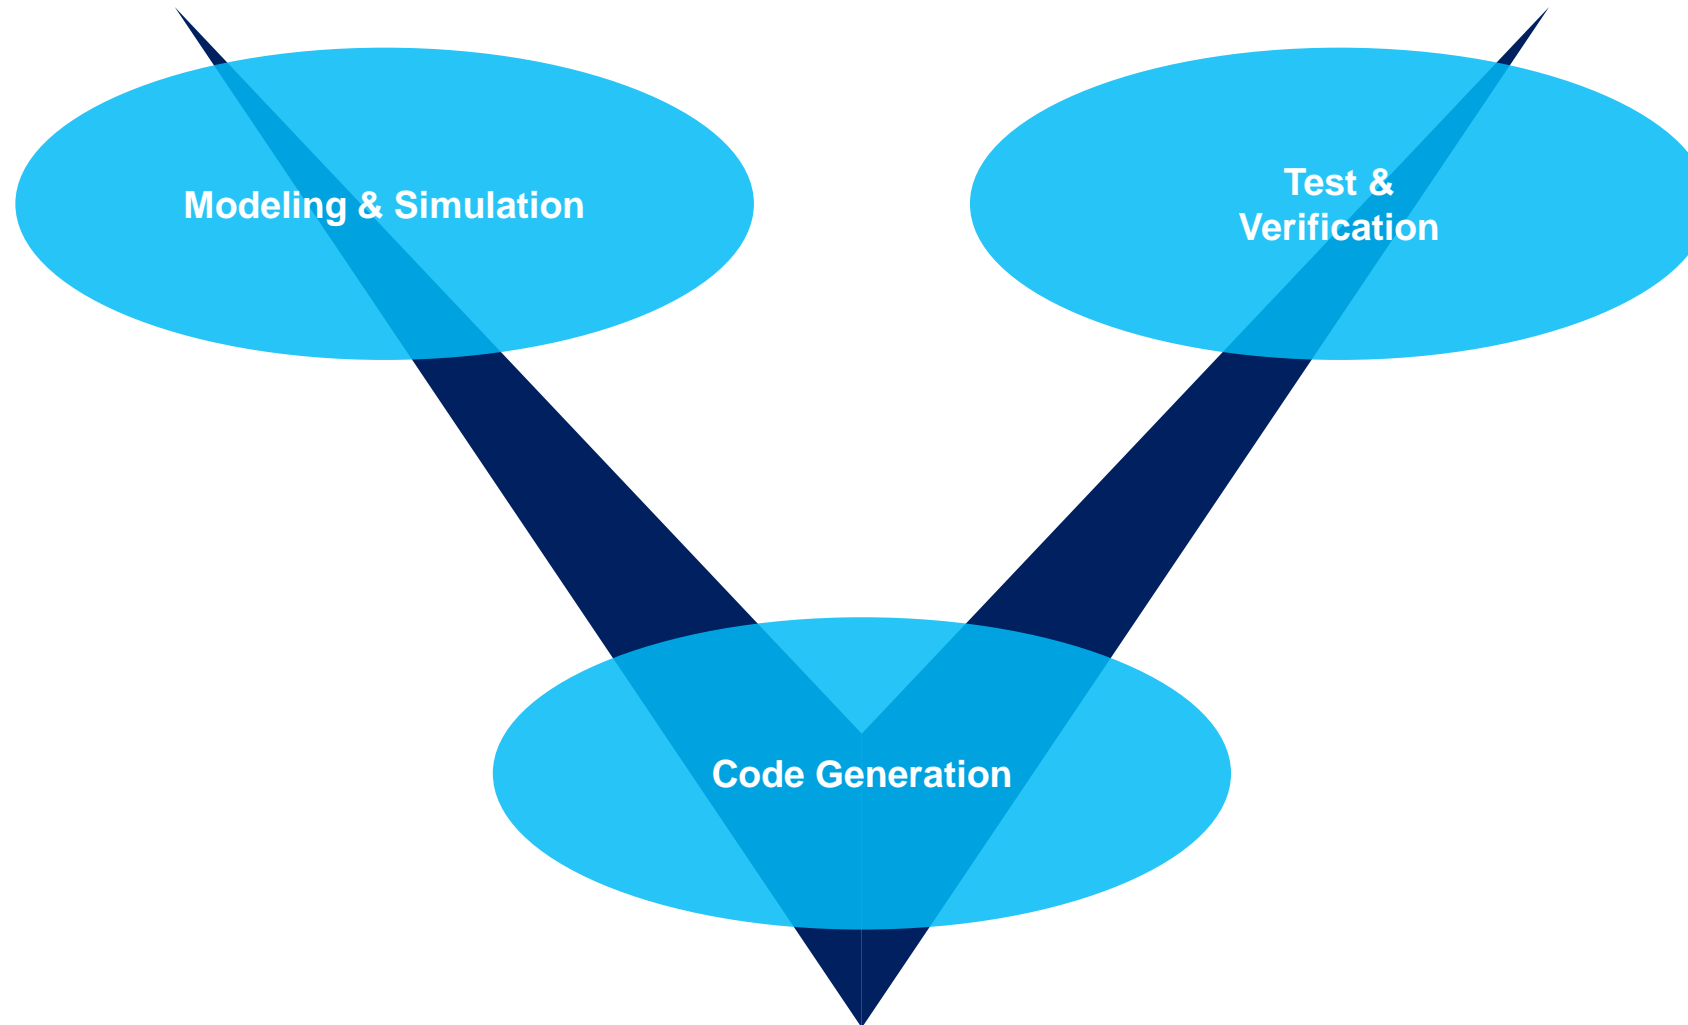 Modeling & Simulation
Test &
Verification
Code Generation